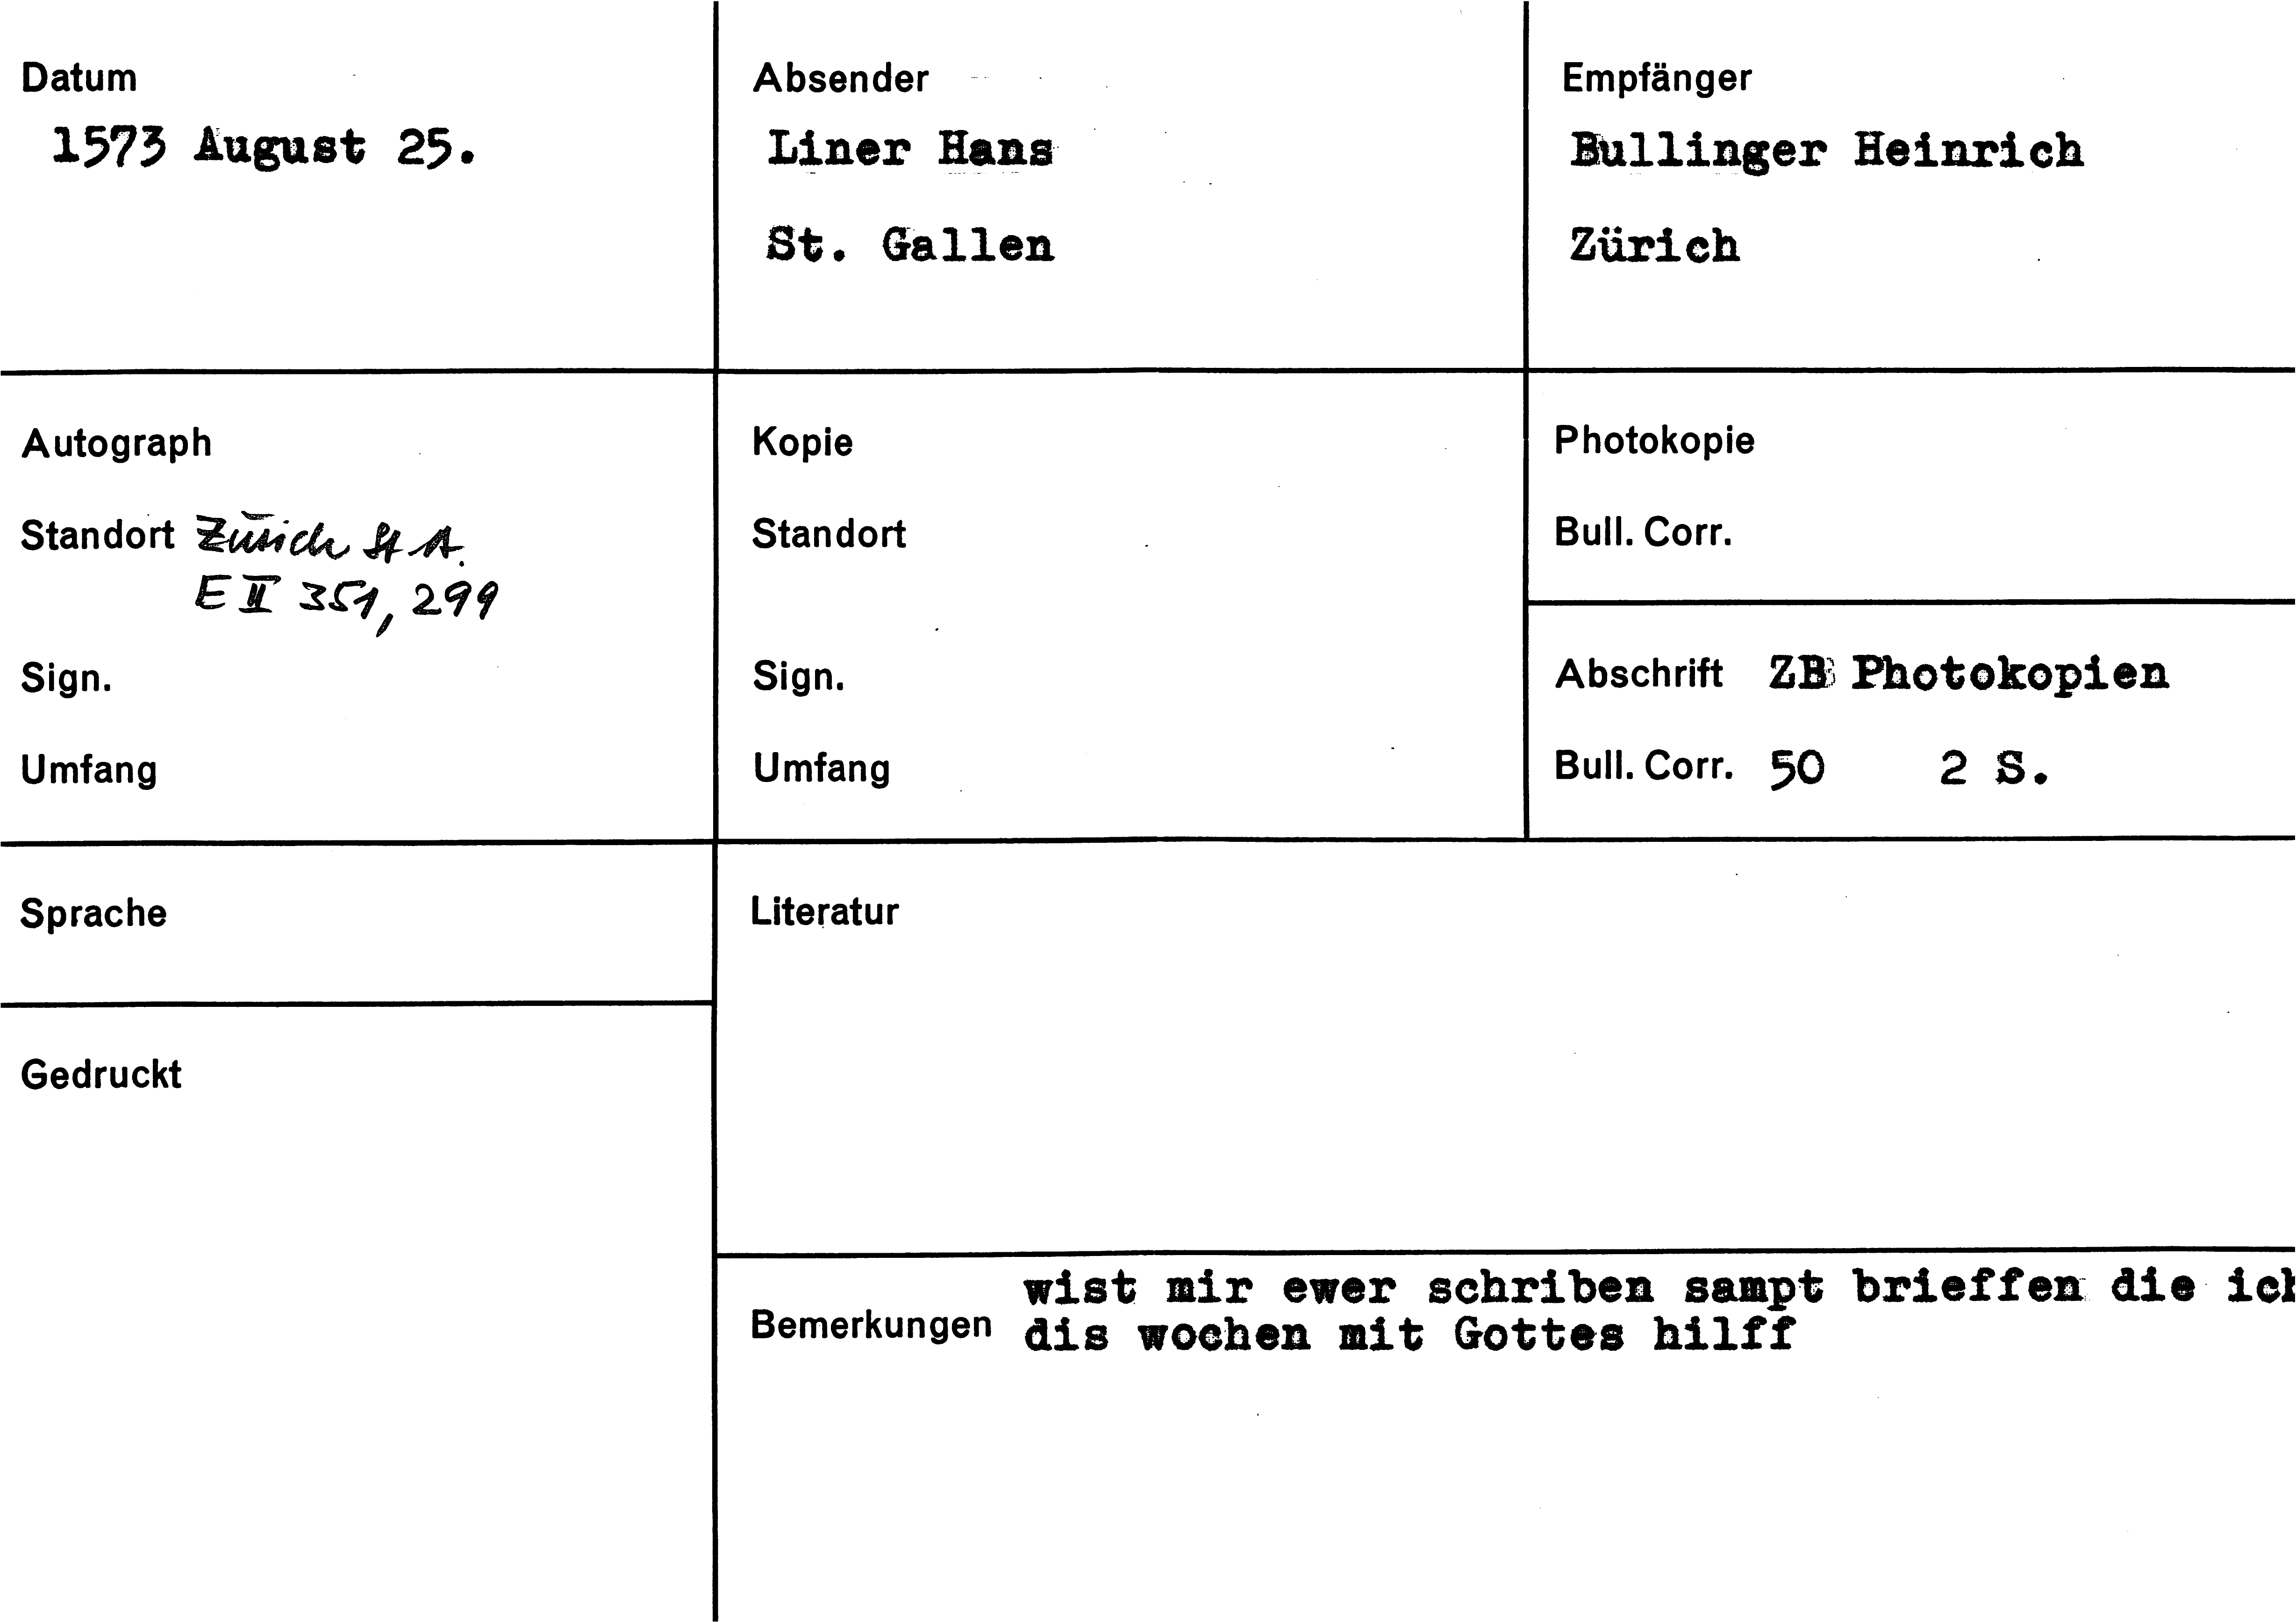 Datum
1573 August 25.
Absender
Liner Hans
St. Gallen
Empfänger
Bullinger Heinrich
Zürich
Autograph
Standort Zürich StA.
E II 351, 299
Sign.
Umfang
Kopie
Standort
Sign.
Umfang
Photokopie
Bull. Corr.
Abschrift ZB Photokopien
Bull. Corr. 50 2 S.
Sprache
Gedruckt
Literatur
Bemerkungen
wist mir ewer schriben sampt brieffen die ich
dis wochen mit Gottes hilff